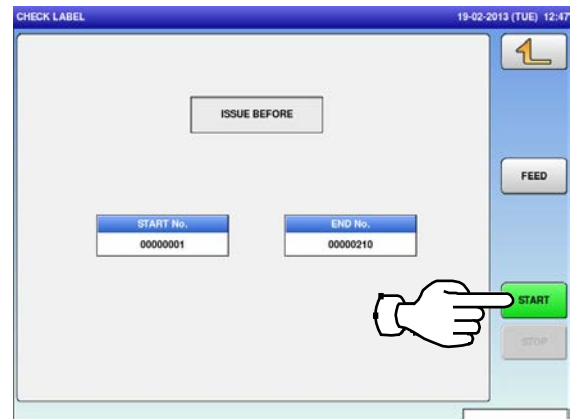 CHECK LABEL 19-02-2013 (TUE) 12:47
ISSUE BEFORE
FEED
START No. END No.
00000001 00000210
START
STOP